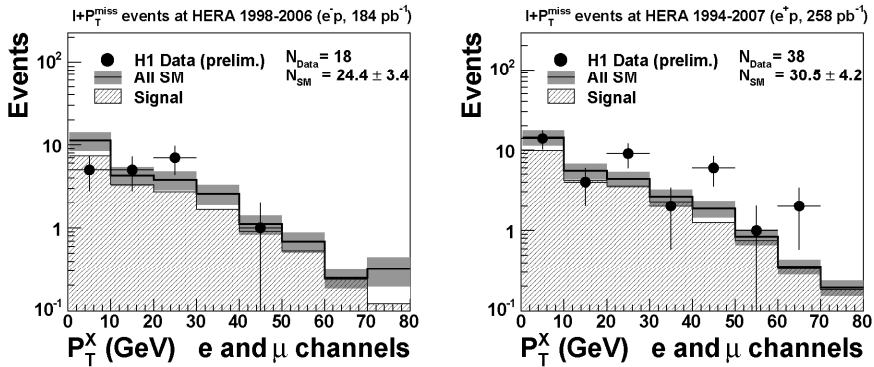 l+P_T^miss events at HERA 1998-2006 (e⁻p, 184 pb⁻¹)
Events
10²
10
1
10⁻¹
H1 Data (prelim.)
All SM
Signal
N_Data = 18
N_SM = 24.4 ± 3.4
0 10 20 30 40 50 60 70 80
P_T^X (GeV) e and μ channels
l+P_T^miss events at HERA 1994-2007 (e⁺p, 258 pb⁻¹)
Events
10²
10
1
10⁻¹
H1 Data (prelim.)
All SM
Signal
N_Data = 38
N_SM = 30.5 ± 4.2
0 10 20 30 40 50 60 70 80
P_T^X (GeV) e and μ channels